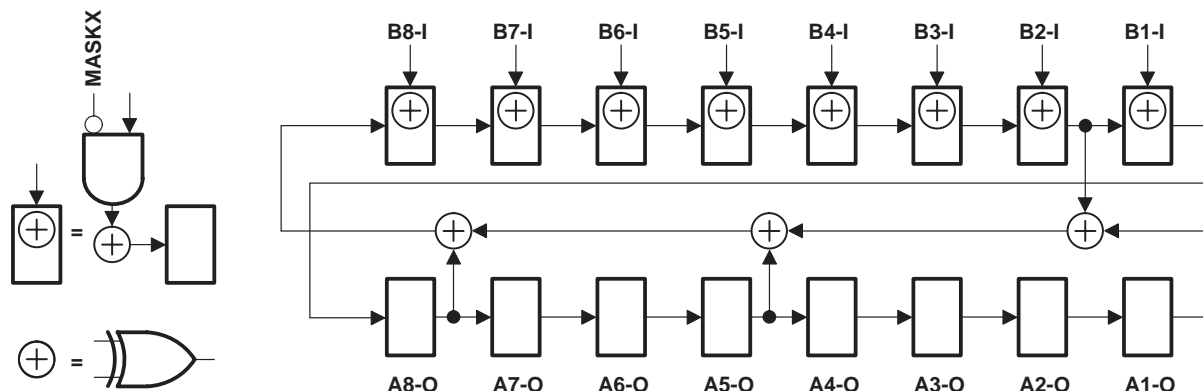 MASKX
=
=
B8-I B7-I B6-I B5-I B4-I B3-I B2-I B1-I
A8-O A7-O A6-O A5-O A4-O A3-O A2-O A1-O